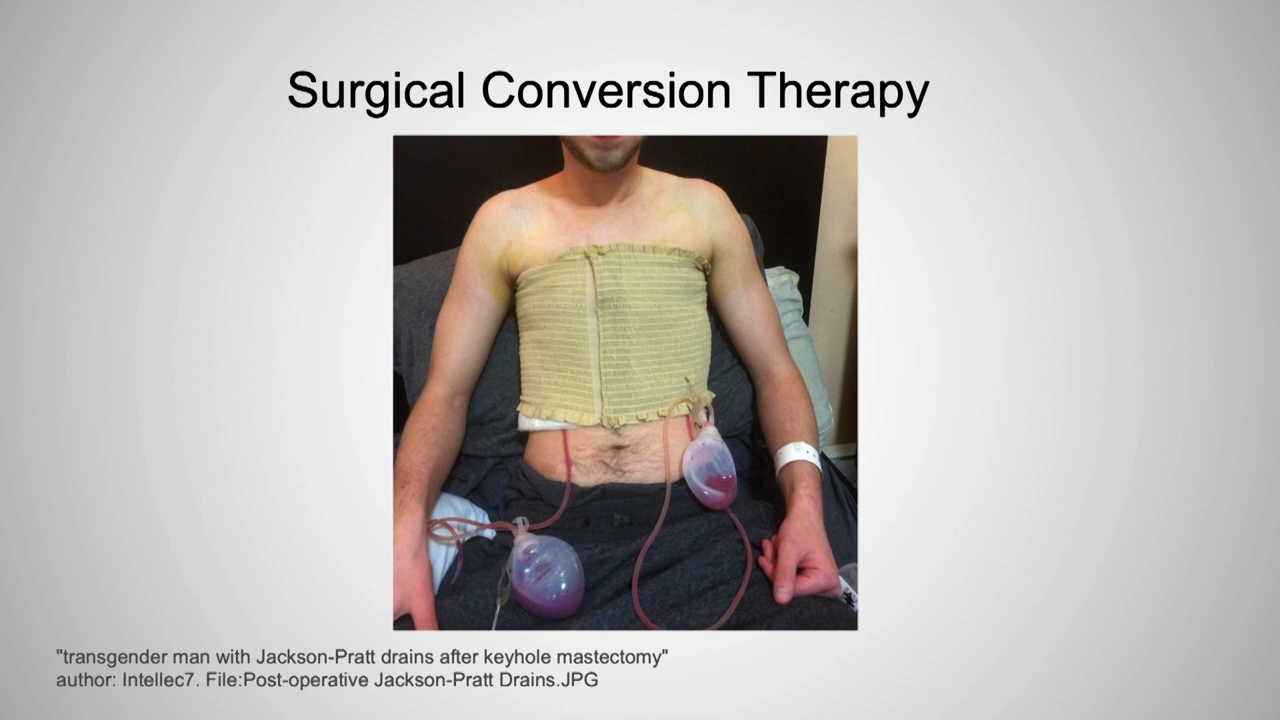 Surgical Conversion Therapy
"transgender man with Jackson-Pratt drains after keyhole mastectomy"
author: Intellec7. File:Post-operative Jackson-Pratt Drains.JPG